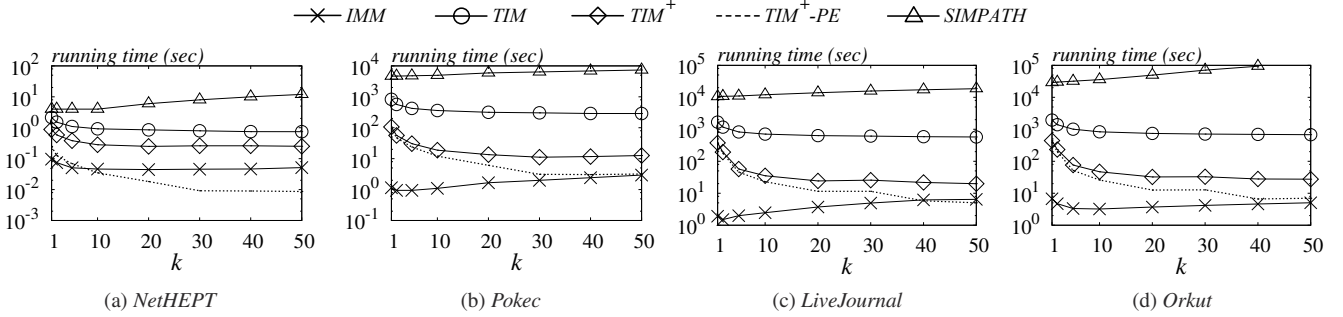 IMM TIM TIM+ TIM+-PE SIMPATH
running time (sec)
10^2
10^1
10^0
10^-1
10^-2
10^-3
1 10 20 30 40 50
k
(a) NetHEPT
running time (sec)
10^4
10^3
10^2
10^1
10^0
10^-1
1 10 20 30 40 50
k
(b) Pokec
running time (sec)
10^5
10^4
10^3
10^2
10^1
10^0
1 10 20 30 40 50
k
(c) LiveJournal
running time (sec)
10^5
10^4
10^3
10^2
10^1
10^0
1 10 20 30 40 50
k
(d) Orkut